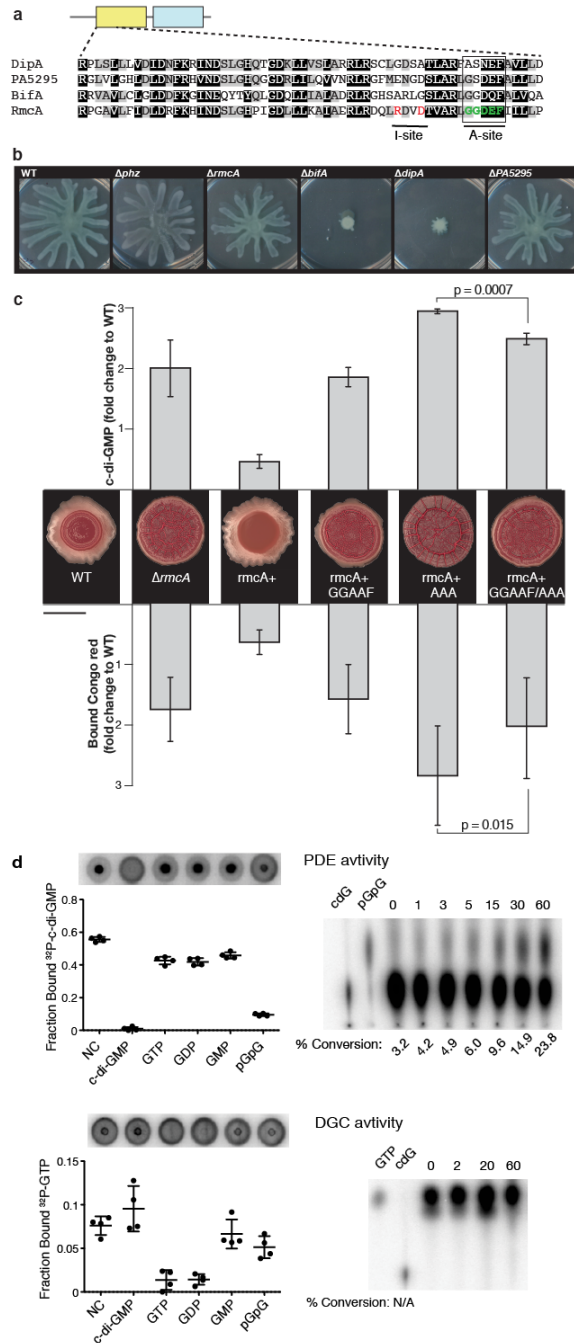 a
DipA RPLSLLLVDIDNFKRINDSLGHQTGDKLLVSLARRLRSCLGDSATLARFASNEFAVLLD
PA5295 RGLVLGHLDLDNFRHVNDSLGHQGGDRLILQVVNRLRGFMENGDSLARLGSDEFALLLD
BifA RRVAVLCLGLDDFKGINEQYTYQLGDQLLIALADRLRGHSARLGSLARLGGDQFALVQA
RmcA RPGAVLFIDLDRFKTINDSLGHPIGDLLLKAIAERLRDQLRDVDTVARLGGDEFIILLP
I-site A-site
b
WT Δphz ΔrmcA ΔbifA ΔdipA ΔPA5295
c
p = 0.0007
3
2
1
c-di-GMP (fold change to WT)
WT ΔrmcA rmcA+ rmcA+ GGAAF rmcA+ AAA rmcA+ GGAAF/AAA
1
2
3
Bound Congo red (fold change to WT)
p = 0.015
d
PDE avtivity
0.6
0.4
0.2
0
Fraction Bound ³²P-c-di-GMP
NC c-di-GMP GTP GDP GMP pGpG
cdG pGpG 0 1 3 5 15 30 60
% Conversion: 3.2 4.2 4.9 6.0 9.6 14.9 23.8
DGC avtivity
0.15
0.1
0.05
0
Fraction Bound ³²P-GTP
NC c-di-GMP GTP GDP GMP pGpG
GTP cdG 0 2 20 60
% Conversion: N/A